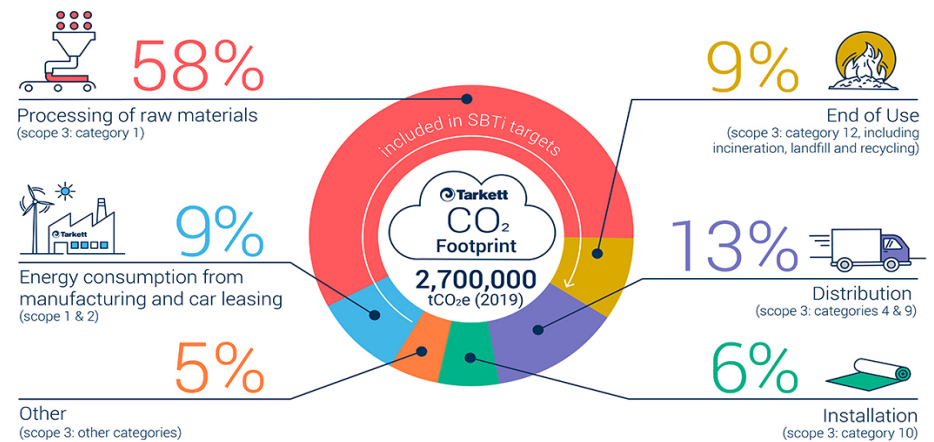 58%
Processing of raw materials
(scope 3: category 1)
9%
Energy consumption from
manufacturing and car leasing
(scope 1 & 2)
Tarkett
5%
Other
(scope 3: other categories)
included in SBTi targets
Tarkett
CO₂
Footprint
2,700,000
tCO₂e (2019)
9%
End of Use
(scope 3: category 12, including
incineration, landfill and recycling)
13%
Distribution
(scope 3: categories 4 & 9)
6%
Installation
(scope 3: category 10)